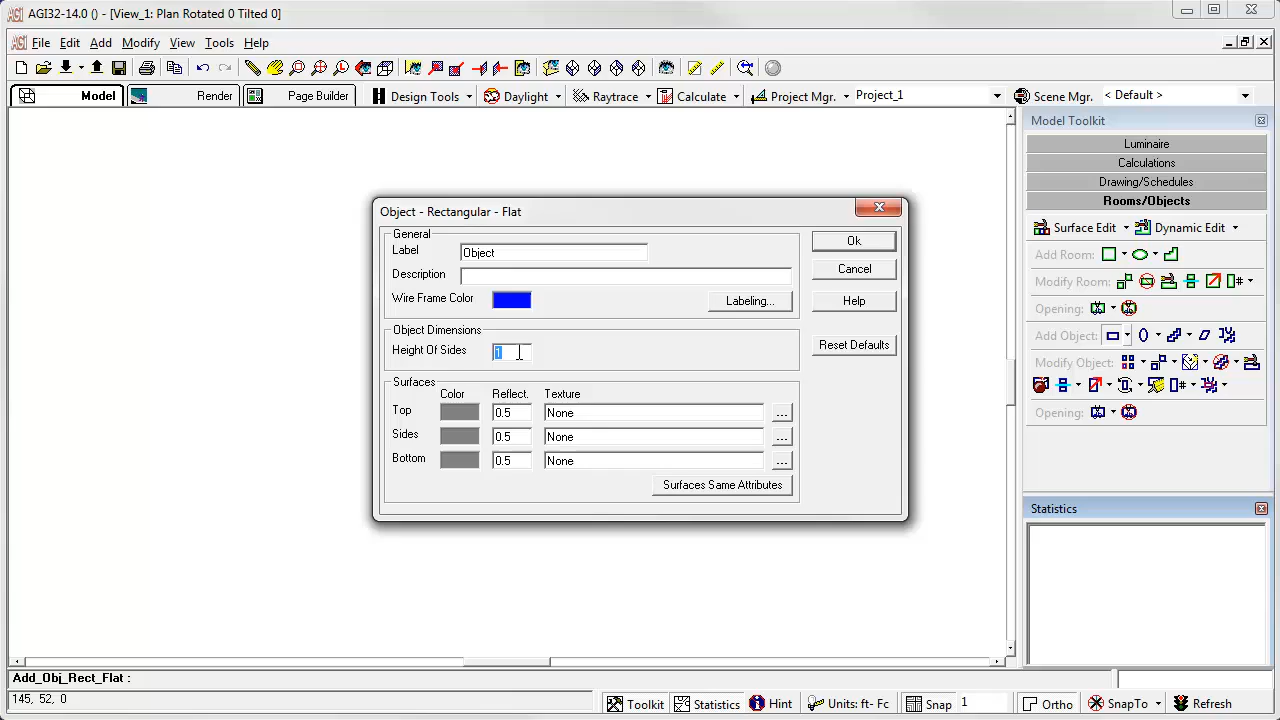 AGI32-14.0 () - [View_1: Plan Rotated 0 Tilted 0]
File Edit Add Modify View Tools Help
Model Render Page Builder Design Tools Daylight Raytrace Calculate Project Mgr. Project_1 Scene Mgr. < Default >
Model Toolkit
Luminaire
Calculations
Drawing/Schedules
Rooms/Objects
Surface Edit Dynamic Edit
Add Room:
Modify Room:
Opening:
Add Object:
Modify Object:
Opening:
Statistics
Object - Rectangular - Flat
General
Label Object
Description
Wire Frame Color Labeling...
Ok
Cancel
Help
Reset Defaults
Object Dimensions
Height Of Sides 1
Surfaces
Color Reflect. Texture
Top 0.5 None ...
Sides 0.5 None ...
Bottom 0.5 None ...
Surfaces Same Attributes
Add_Obj_Rect_Flat :
145, 52, 0
Toolkit Statistics Hint Units: ft- Fc Snap 1 Ortho SnapTo Refresh